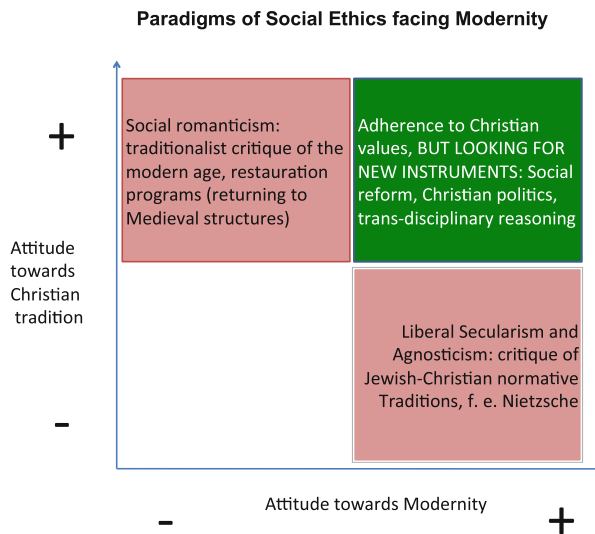 Paradigms of Social Ethics facing Modernity
+
Social romanticism:
traditionalist critique of the
modern age, restauration
programs (returning to
Medieval structures)
Adherence to Christian
values, BUT LOOKING FOR
NEW INSTRUMENTS: Social
reform, Christian politics,
trans-disciplinary reasoning
Attitude
towards
Christian
tradition
Liberal Secularism and
Agnosticism: critique of
Jewish-Christian normative
Traditions, f. e. Nietzsche
-
Attitude towards Modernity
-
+